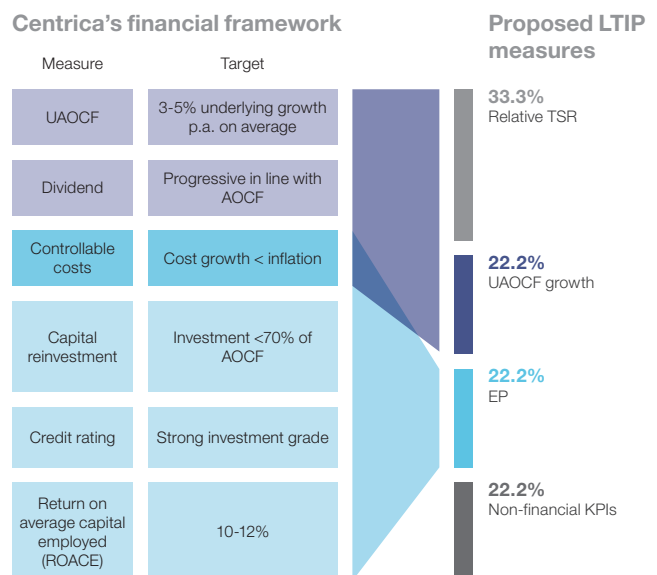 Centrica's financial framework
Proposed LTIP
measures
Measure
Target
UAOCF
3-5% underlying growth
p.a. on average
Dividend
Progressive in line with
AOCF
Controllable
costs
Cost growth < inflation
Capital
reinvestment
Investment <70% of
AOCF
Credit rating
Strong investment grade
Return on
average capital
employed
(ROACE)
10-12%
33.3%
Relative TSR
22.2%
UAOCF growth
22.2%
EP
22.2%
Non-financial KPIs